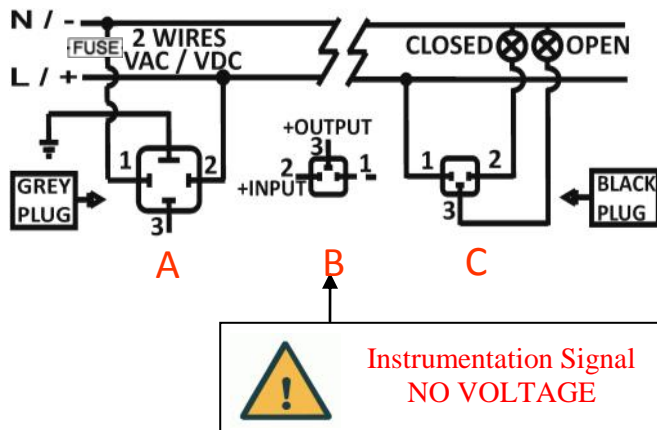 N / -
FUSE
2 WIRES
VAC / VDC
CLOSED
OPEN
L / +
+OUTPUT
3
1
2
2
1
1
2
+INPUT
GREY
PLUG
BLACK
PLUG
3
3
A
B
C
!
Instrumentation Signal
NO VOLTAGE